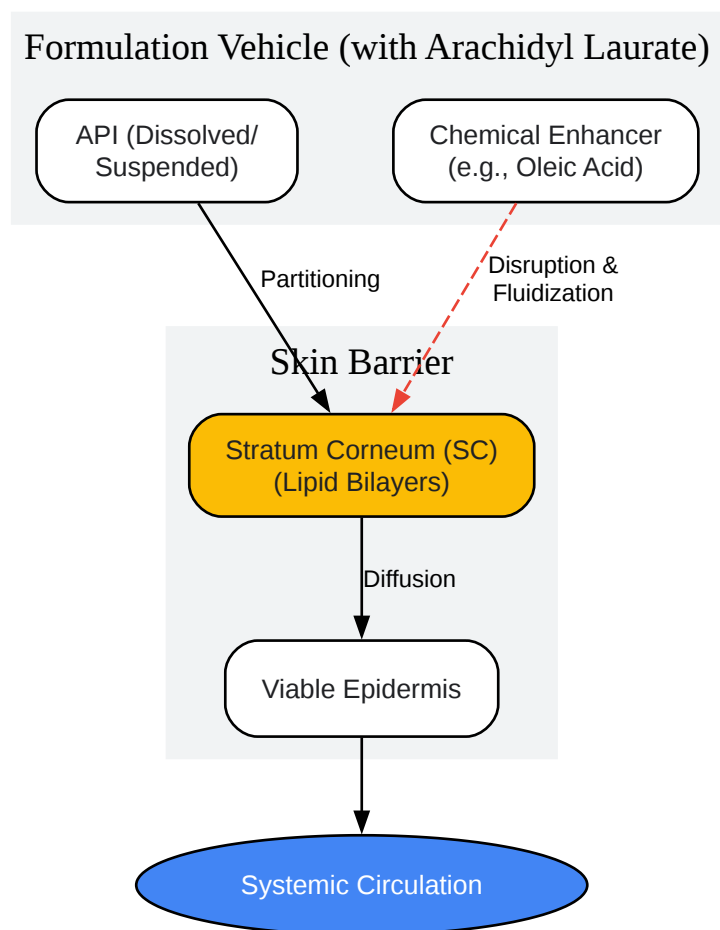 Formulation Vehicle (with Arachidyl Laurate)
API (Dissolved/
Suspended)
Chemical Enhancer
(e.g., Oleic Acid)
Partitioning
Disruption &
Fluidization
Skin Barrier
Stratum Corneum (SC)
(Lipid Bilayers)
Diffusion
Viable Epidermis
Systemic Circulation